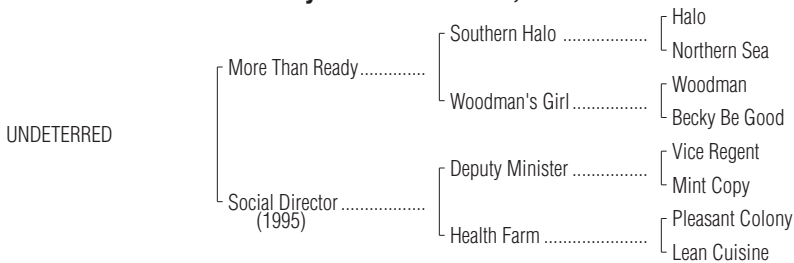 Halo
Southern Halo ..................
Northern Sea
More Than Ready..............
Woodman
Woodman's Girl................
Becky Be Good
UNDETERRED
Vice Regent
Deputy Minister ................
Mint Copy
Social Director ..................
(1995)
Pleasant Colony
Health Farm ......................
Lean Cuisine